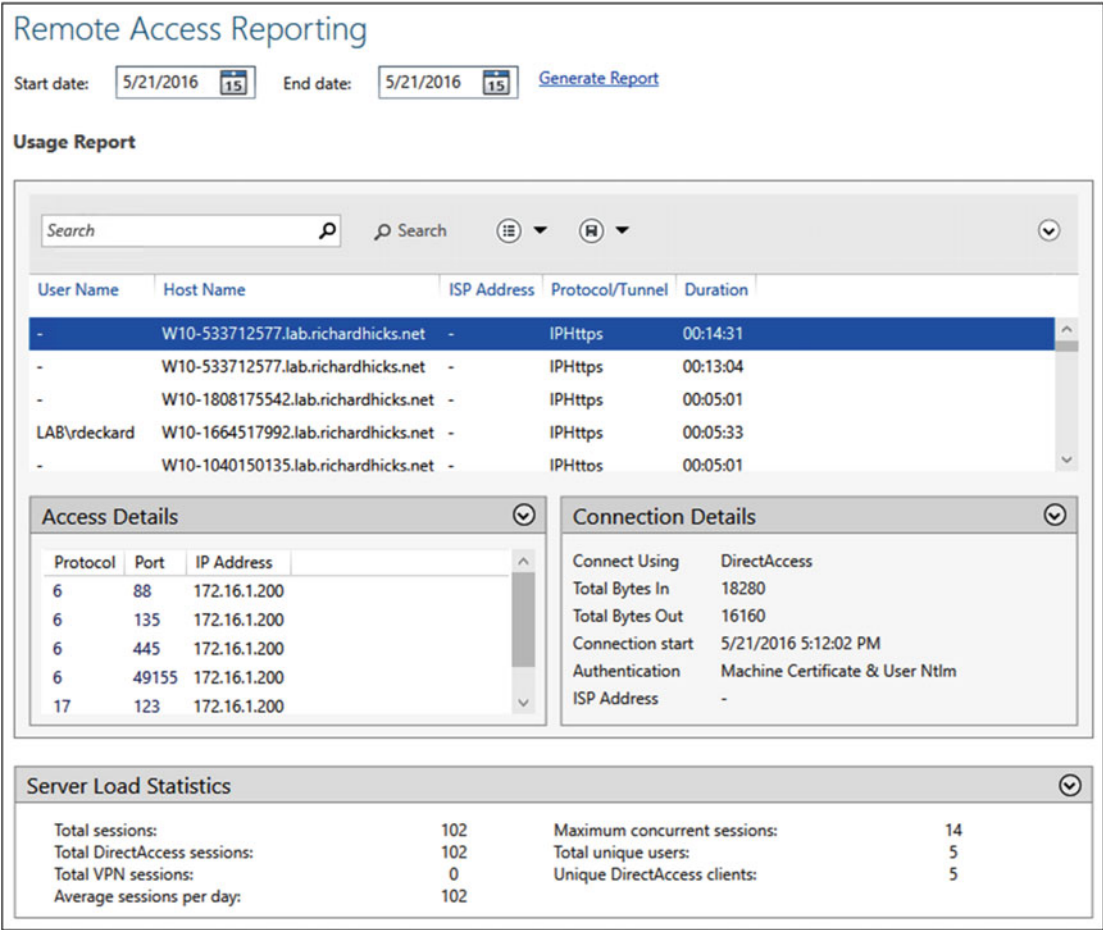 Remote Access Reporting
Start date: 5/21/2016 15 End date: 5/21/2016 15 Generate Report
Usage Report
Search Search
User Name Host Name ISP Address Protocol/Tunnel Duration
- W10-533712577.lab.richardhicks.net - IPHttps 00:14:31
- W10-533712577.lab.richardhicks.net - IPHttps 00:13:04
- W10-1808175542.lab.richardhicks.net - IPHttps 00:05:01
LAB\rdeckard W10-1664517992.lab.richardhicks.net - IPHttps 00:05:33
- W10-1040150135.lab.richardhicks.net - IPHttps 00:05:01
Access Details
Protocol Port IP Address
6 88 172.16.1.200
6 135 172.16.1.200
6 445 172.16.1.200
6 49155 172.16.1.200
17 123 172.16.1.200
Connection Details
Connect Using DirectAccess
Total Bytes In 18280
Total Bytes Out 16160
Connection start 5/21/2016 5:12:02 PM
Authentication Machine Certificate & User Ntlm
ISP Address -
Server Load Statistics
Total sessions: 102
Total DirectAccess sessions: 102
Total VPN sessions: 0
Average sessions per day: 102
Maximum concurrent sessions: 14
Total unique users: 5
Unique DirectAccess clients: 5